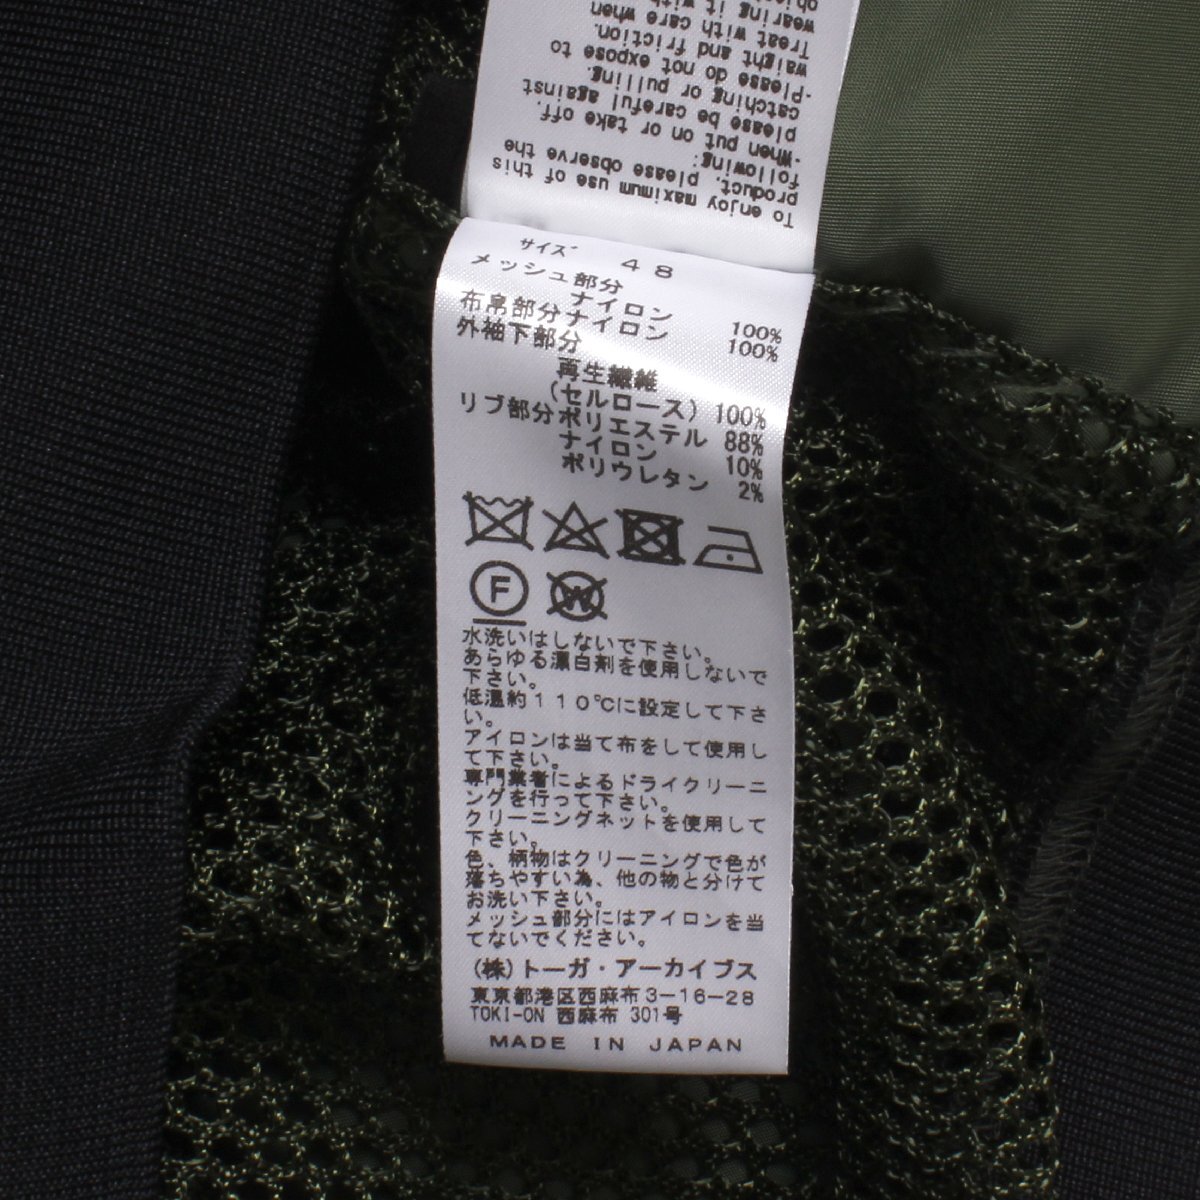 wearing it with
Treat with care when
waight and friction.
-Please do not expose to
catching or pulling.
please be careful against
-When put on or take off.
following:
product, please observe the
To enjoy maximum use of this
サイズ 48
メッシュ部分
ナイロン 100%
布帛部分ナイロン 100%
外袖下部分
再生繊維
(セルロース) 100%
リブ部分ポリエステル 88%
ナイロン 10%
ポリウレタン 2%
F W
水洗いはしないで下さい。
あらゆる漂白剤を使用しないで
下さい。
低温約110℃に設定して下さ
い。
アイロンは当て布をして使用し
て下さい。
専門業者によるドライクリーニ
ングを行って下さい。
クリーニングネットを使用して
下さい。
色、柄物はクリーニングで色が
落ちやすい為、他の物と分けて
お洗い下さい。
メッシュ部分にはアイロンを当
てないでください。
(株)トーガ・アーカイブス
東京都港区西麻布3-16-28
TOKI-ON 西麻布 301号
MADE IN JAPAN